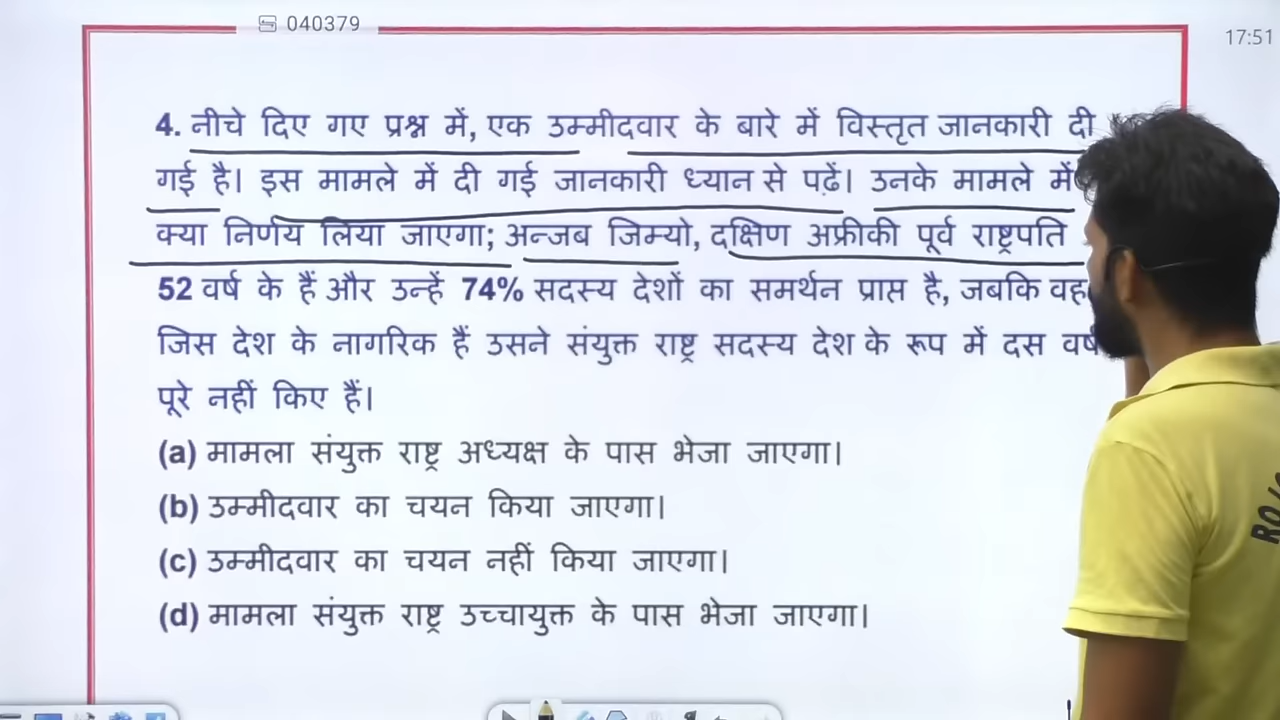 040379
17:51
4. नीचे दिए गए प्रश्न में, एक उम्मीदवार के बारे में विस्तृत जानकारी दी
गई है। इस मामले में दी गई जानकारी ध्यान से पढ़ें। उनके मामले में
क्या निर्णय लिया जाएगा; अन्जब जिम्यो, दक्षिण अफ्रीकी पूर्व राष्ट्रपति
52 वर्ष के हैं और उन्हें 74% सदस्य देशों का समर्थन प्राप्त है, जबकि वह
जिस देश के नागरिक हैं उसने संयुक्त राष्ट्र सदस्य देश के रूप में दस वर्ष
पूरे नहीं किए हैं।
(a) मामला संयुक्त राष्ट्र अध्यक्ष के पास भेजा जाएगा।
(b) उम्मीदवार का चयन किया जाएगा।
(c) उम्मीदवार का चयन नहीं किया जाएगा।
(d) मामला संयुक्त राष्ट्र उच्चायुक्त के पास भेजा जाएगा।